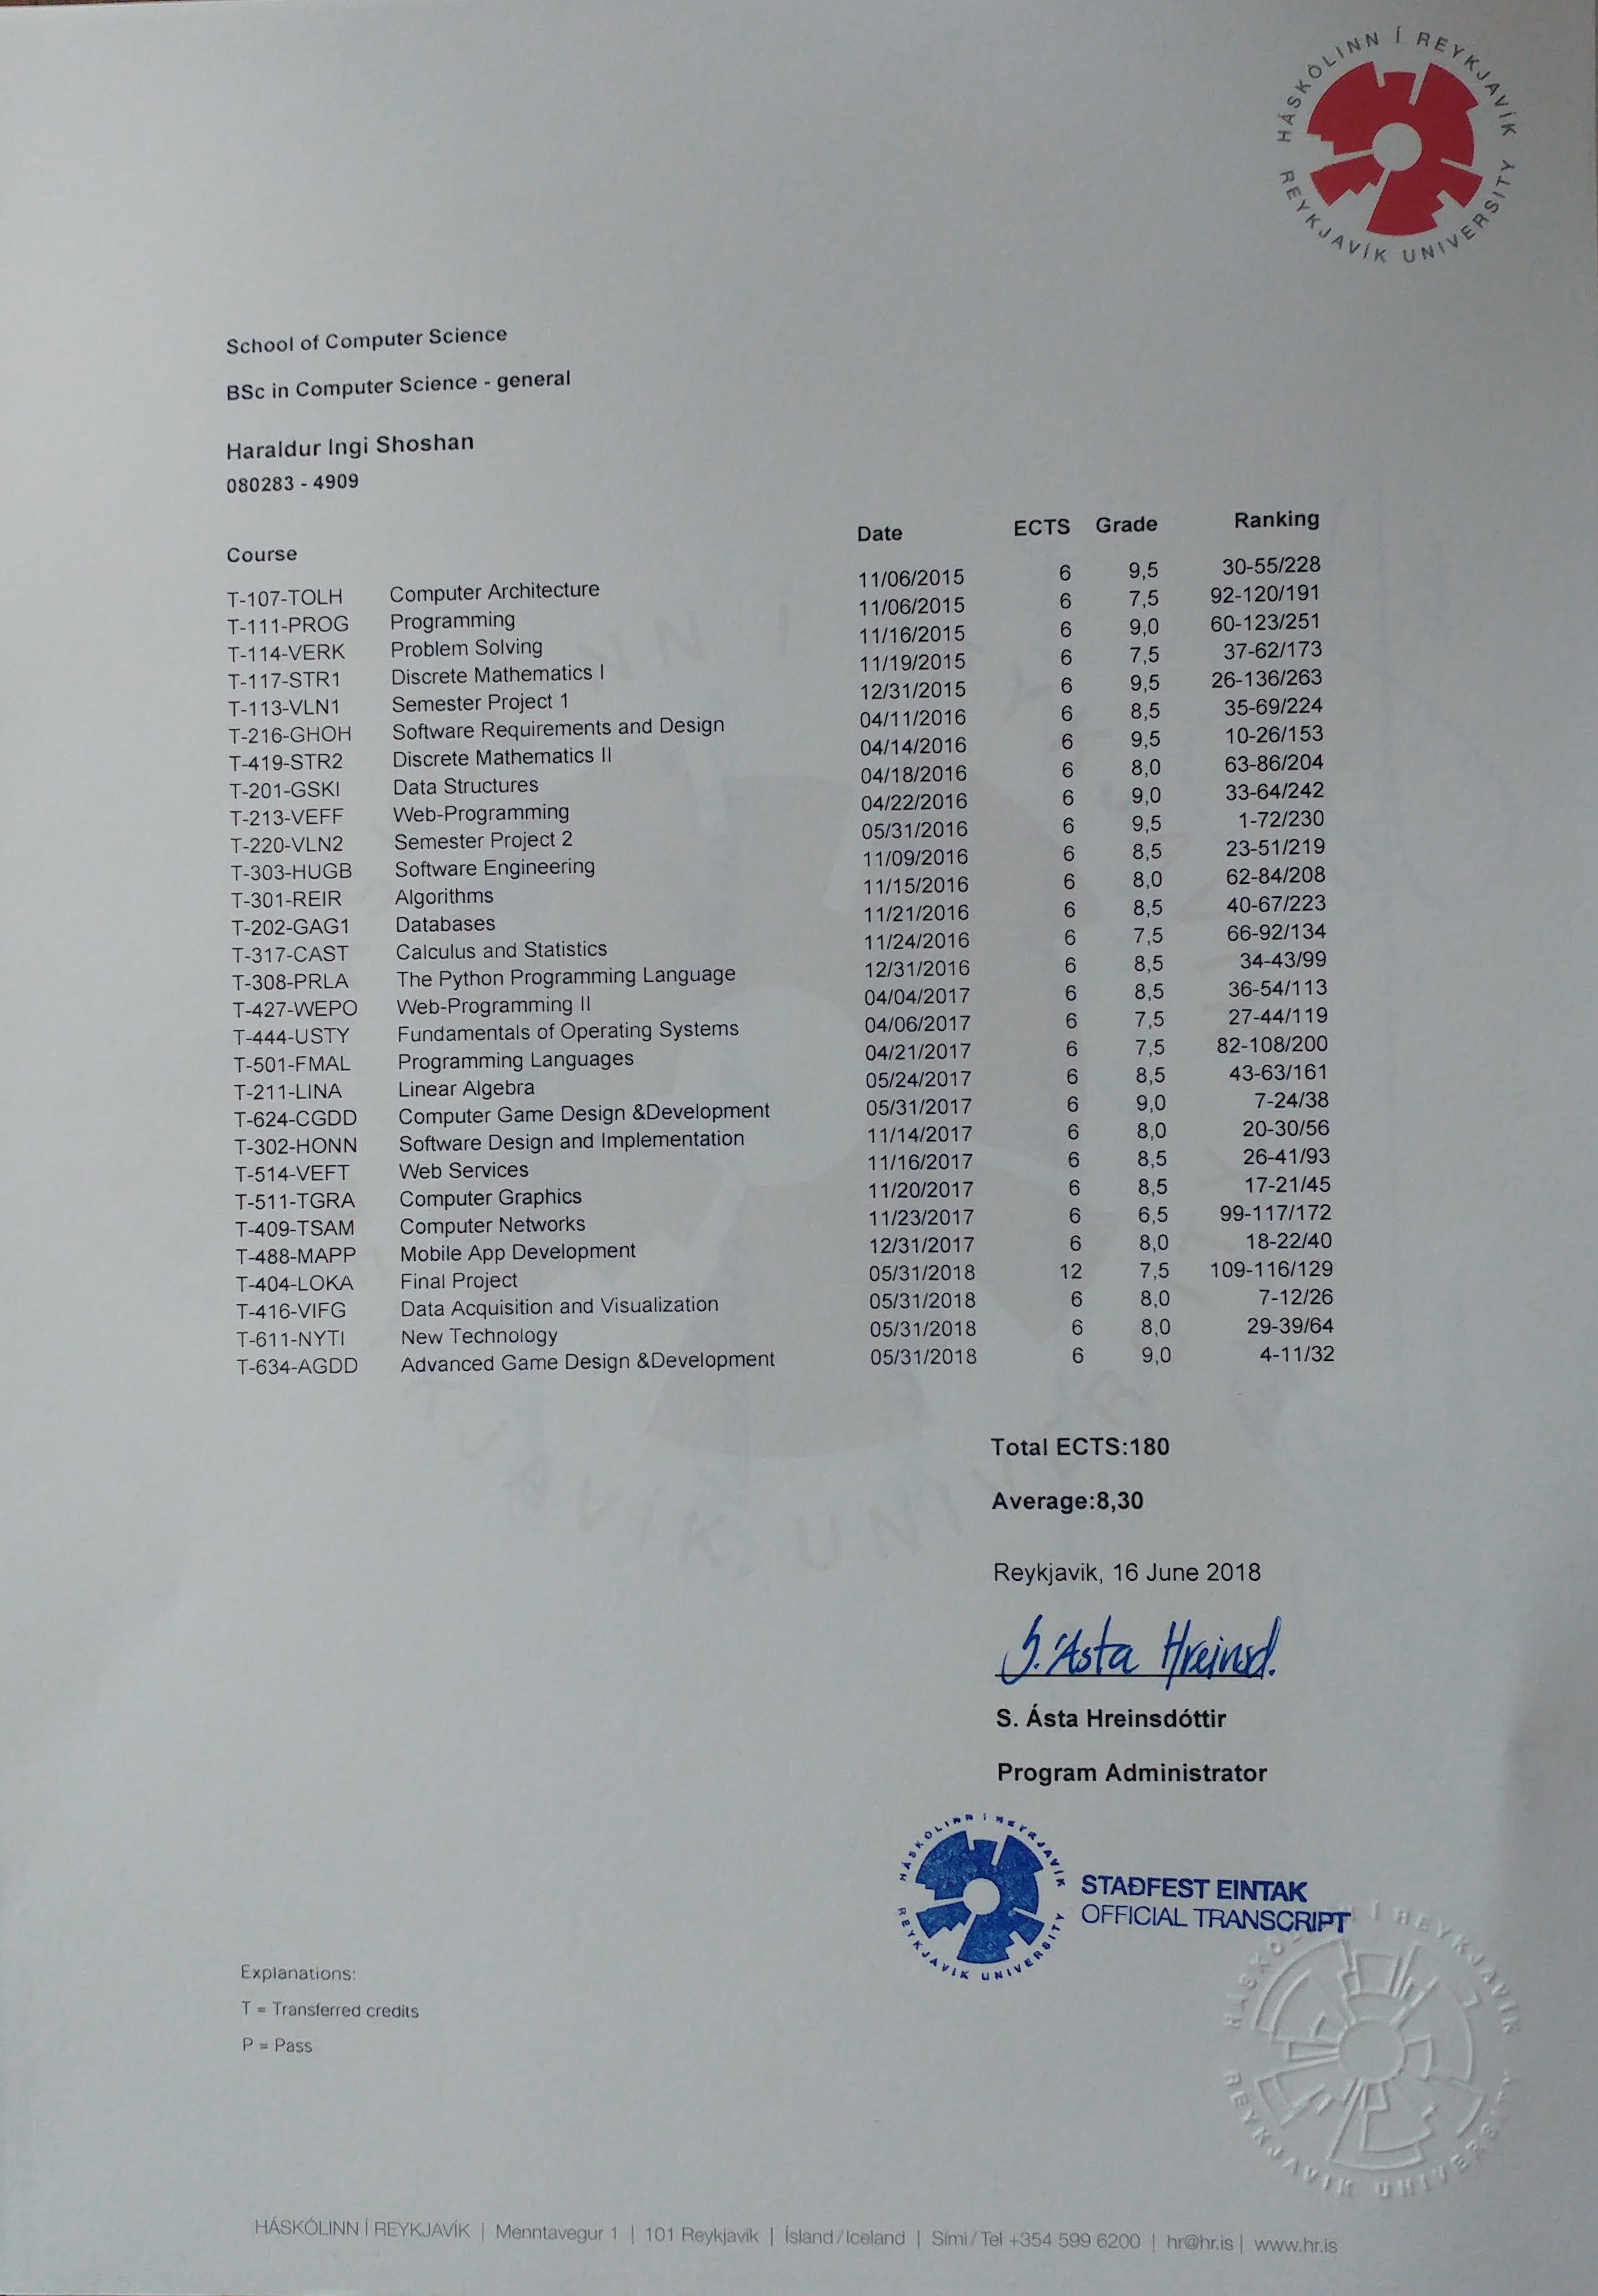 HÁSKÓLINN Í REYKJAVÍK
REYKJAVÍK UNIVERSITY
School of Computer Science
BSc in Computer Science - general
Haraldur Ingi Shoshan
080283 - 4909
Course Date ECTS Grade Ranking
T-107-TOLH Computer Architecture 11/06/2015 6 9,5 30-55/228
T-111-PROG Programming 11/06/2015 6 7,5 92-120/191
T-114-VERK Problem Solving 11/16/2015 6 9,0 60-123/251
T-117-STR1 Discrete Mathematics I 11/19/2015 6 7,5 37-62/173
T-113-VLN1 Semester Project 1 12/31/2015 6 9,5 26-136/263
T-216-GHOH Software Requirements and Design 04/11/2016 6 8,5 35-69/224
T-419-STR2 Discrete Mathematics II 04/14/2016 6 9,5 10-26/153
T-201-GSKI Data Structures 04/18/2016 6 8,0 63-86/204
T-213-VEFF Web-Programming 04/22/2016 6 9,0 33-64/242
T-220-VLN2 Semester Project 2 05/31/2016 6 9,5 1-72/230
T-303-HUGB Software Engineering 11/09/2016 6 8,5 23-51/219
T-301-REIR Algorithms 11/15/2016 6 8,0 62-84/208
T-202-GAG1 Databases 11/21/2016 6 8,5 40-67/223
T-317-CAST Calculus and Statistics 11/24/2016 6 7,5 66-92/134
T-308-PRLA The Python Programming Language 12/31/2016 6 8,5 34-43/99
T-427-WEPO Web-Programming II 04/04/2017 6 8,5 36-54/113
T-444-USTY Fundamentals of Operating Systems 04/06/2017 6 7,5 27-44/119
T-501-FMAL Programming Languages 04/21/2017 6 7,5 82-108/200
T-211-LINA Linear Algebra 05/24/2017 6 8,5 43-63/161
T-624-CGDD Computer Game Design &Development 05/31/2017 6 9,0 7-24/38
T-302-HONN Software Design and Implementation 11/14/2017 6 8,0 20-30/56
T-514-VEFT Web Services 11/16/2017 6 8,5 26-41/93
T-511-TGRA Computer Graphics 11/20/2017 6 8,5 17-21/45
T-409-TSAM Computer Networks 11/23/2017 6 6,5 99-117/172
T-488-MAPP Mobile App Development 12/31/2017 6 8,0 18-22/40
T-404-LOKA Final Project 05/31/2018 12 7,5 109-116/129
T-416-VIFG Data Acquisition and Visualization 05/31/2018 6 8,0 7-12/26
T-611-NYTI New Technology 05/31/2018 6 8,0 29-39/64
T-634-AGDD Advanced Game Design &Development 05/31/2018 6 9,0 4-11/32
Total ECTS:180
Average:8,30
Reykjavik, 16 June 2018
S. Ásta Hreinsd.
S. Ásta Hreinsdóttir
Program Administrator
HÁSKÓLINN Í REYKJAVÍK
REYKJAVIK UNIVERSITY
STAÐFEST EINTAK
OFFICIAL TRANSCRIPT
Explanations:
T = Transferred credits
P = Pass
HÁSKÓLINN Í REYKJAVÍK | Menntavegur 1 | 101 Reykjavík | Ísland/Iceland | Sími/Tel +354 599 6200 | hr@hr.is | www.hr.is